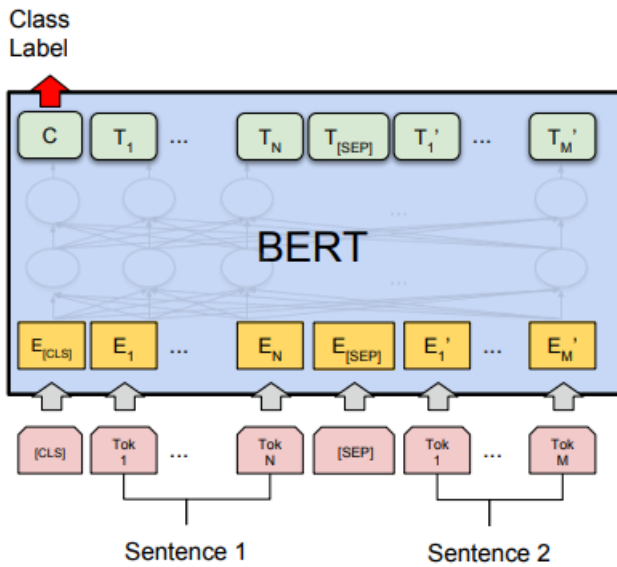 Class
Label
C T1 ... TN T[SEP] T1' ... TM'
...
BERT
...
E[CLS] E1 ... EN E[SEP] E1' ... EM'
[CLS] Tok 1 ... Tok N [SEP] Tok 1 ... Tok M
Sentence 1 Sentence 2